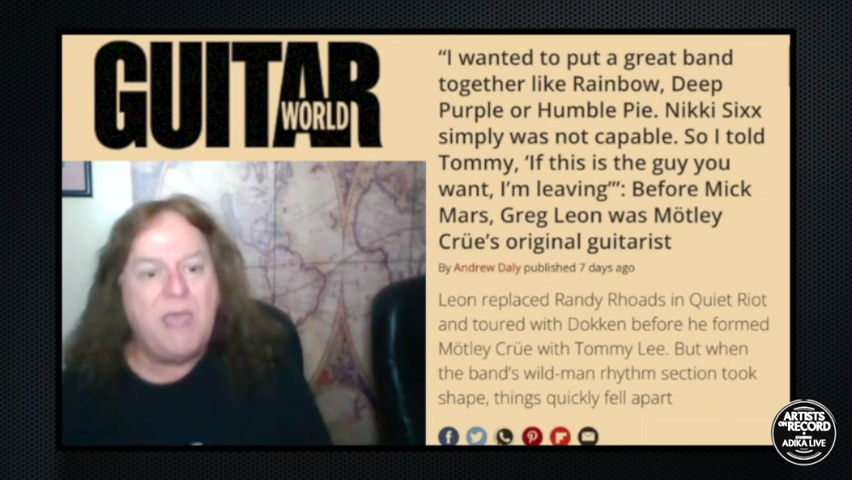 GUITAR
WORLD
“I wanted to put a great band
together like Rainbow, Deep
Purple or Humble Pie. Nikki Sixx
simply was not capable. So I told
Tommy, ‘If this is the guy you
want, I’m leaving’”: Before Mick
Mars, Greg Leon was Mötley
Crüe’s original guitarist
By Andrew Daly published 7 days ago
Leon replaced Randy Rhoads in Quiet Riot
and toured with Dokken before he formed
Mötley Crüe with Tommy Lee. But when
the band’s wild-man rhythm section took
shape, things quickly fell apart
ARTISTS
ON RECORD
ADIKA LIVE